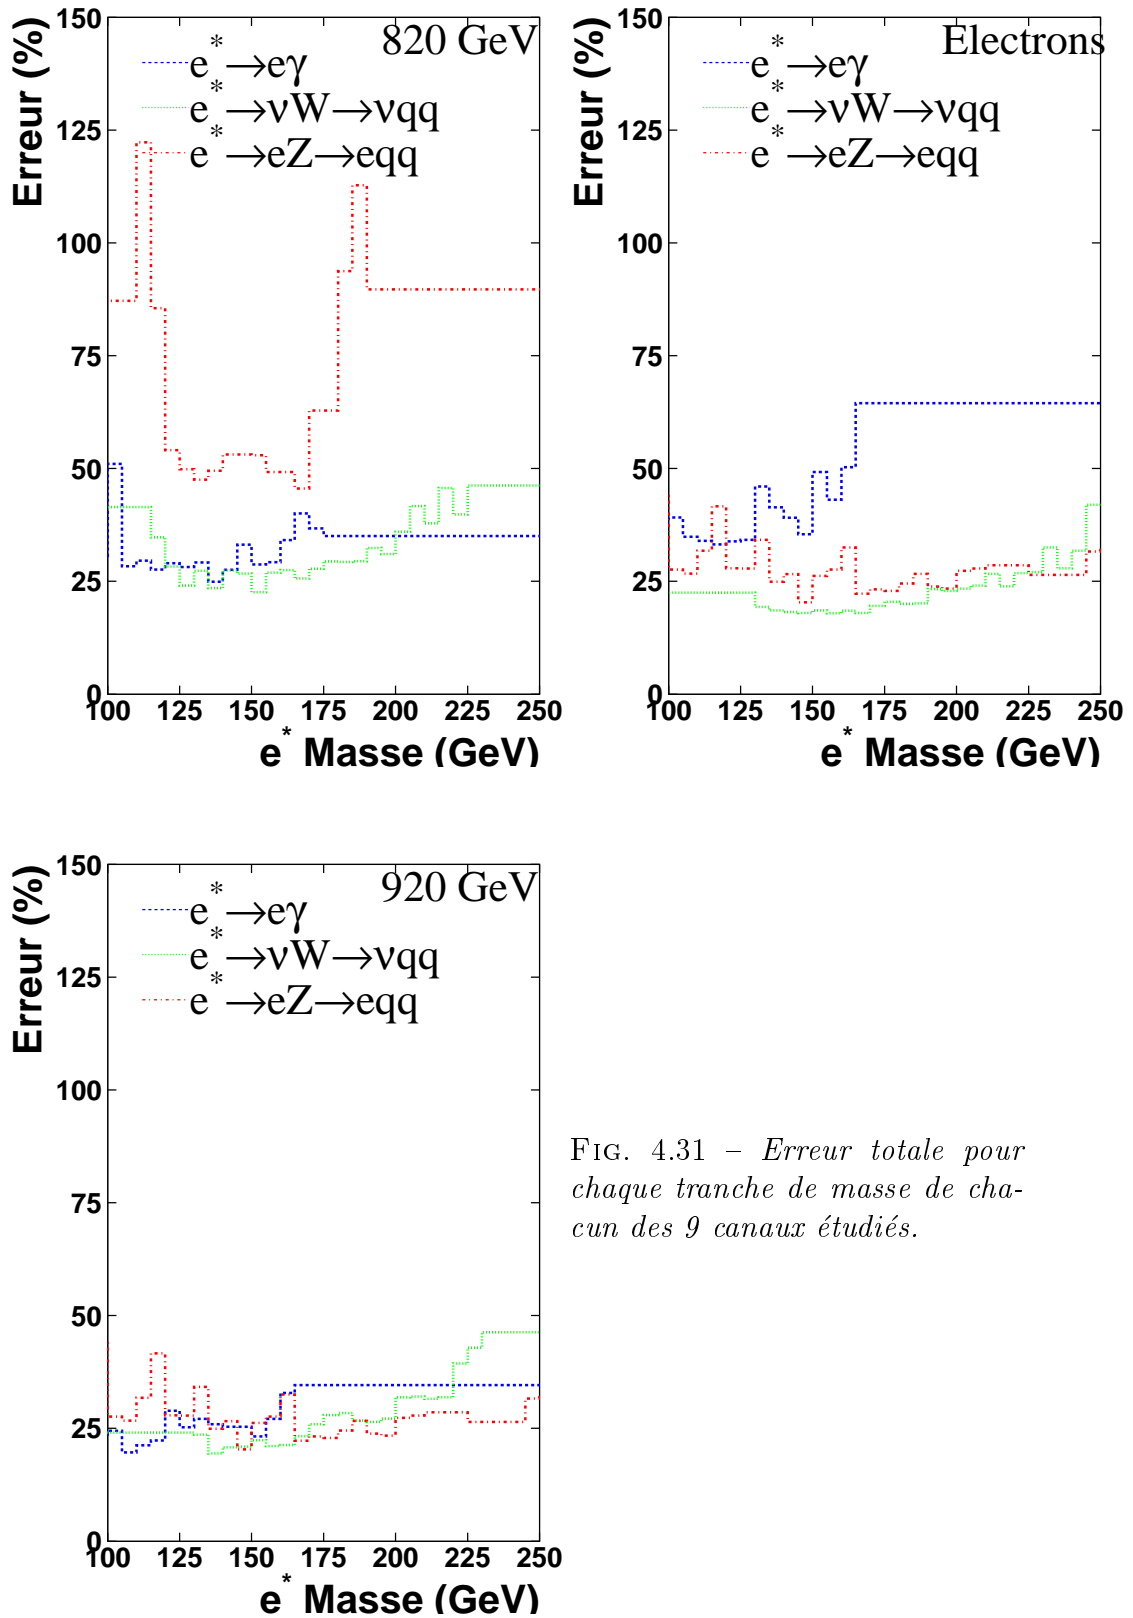 820 GeV
Erreur (%)
e* →eγ
e* →νW→νqq
e* →eZ→eqq
150
125
100
75
50
25
0
100 125 150 175 200 225 250
e* Masse (GeV)
Electrons
Erreur (%)
e* →eγ
e* →νW→νqq
e* →eZ→eqq
150
125
100
75
50
25
0
100 125 150 175 200 225 250
e* Masse (GeV)
920 GeV
Erreur (%)
e* →eγ
e* →νW→νqq
e* →eZ→eqq
150
125
100
75
50
25
0
100 125 150 175 200 225 250
e* Masse (GeV)
FIG. 4.31 – Erreur totale pour
chaque tranche de masse de cha-
cun des 9 canaux étudiés.